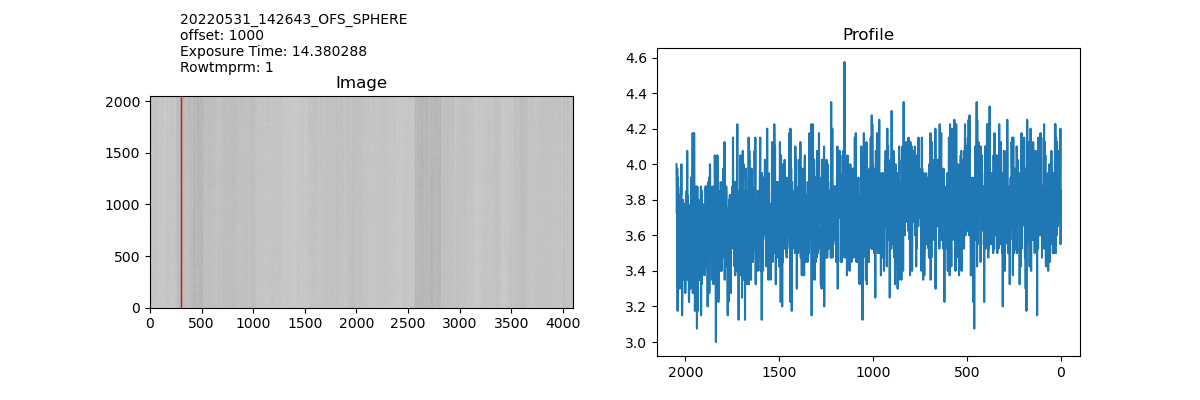 20220531_142643_OFS_SPHERE
offset: 1000
Exposure Time: 14.380288
Rowtmprm: 1
Image
2000
1500
1000
500
0
0 500 1000 1500 2000 2500 3000 3500 4000
Profile
4.6
4.4
4.2
4.0
3.8
3.6
3.4
3.2
3.0
2000 1500 1000 500 0